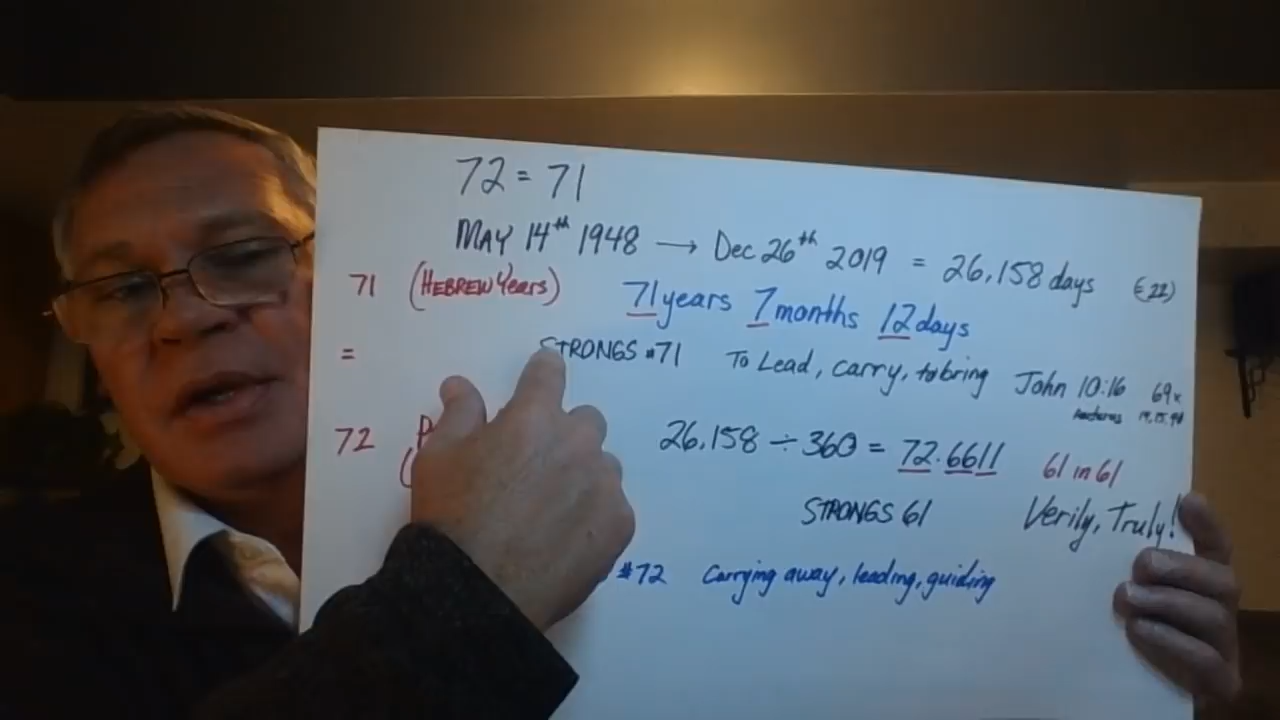 72 = 71
MAY 14th 1948 → Dec 26th 2019 = 26,158 days
71 (HEBREW Years) 71 years 7 months 12 days
= STRONGS #71 To Lead, carry, to bring John 10:16 69x
72 26,158 ÷ 360 = 72.6611 61 in 61
STRONGS 61 Verily, Truly!
#72 Carrying away, leading, guiding